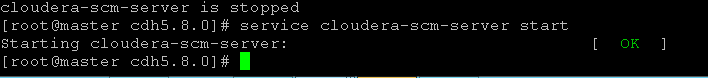 cloudera-scm-server is stopped
[root@master cdh5.8.0]# service cloudera-scm-server start
Starting cloudera-scm-server: [ OK ]
[root@master cdh5.8.0]#